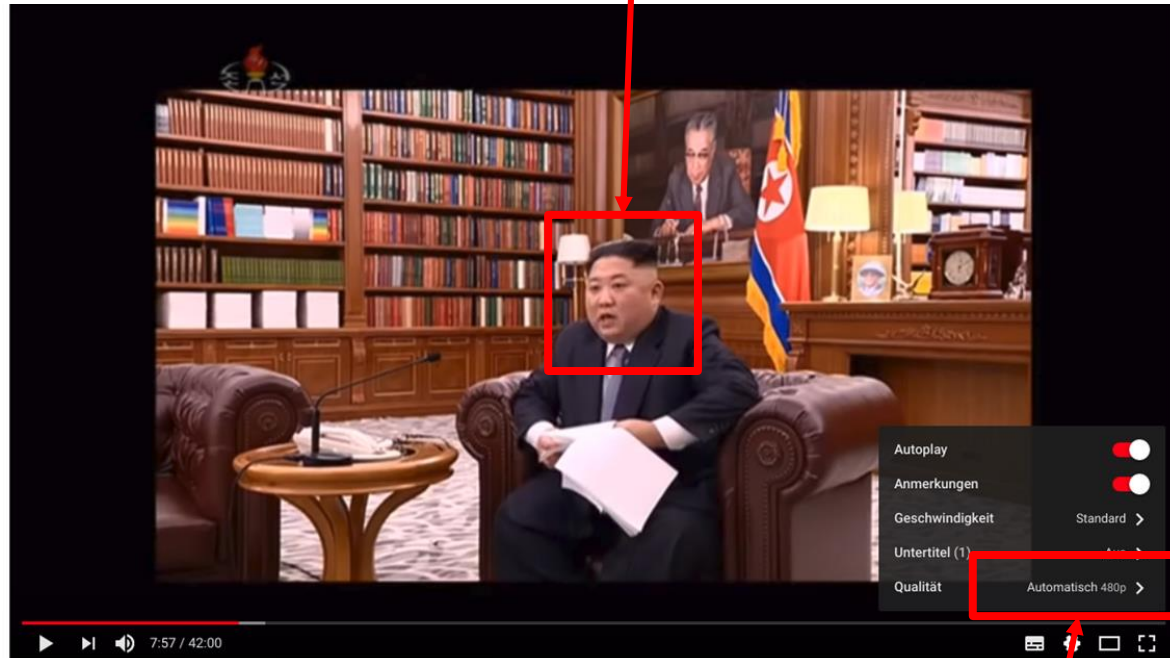 Autoplay
Anmerkungen
Geschwindigkeit Standard
Untertitel (1)
Qualität Automatisch 480p
7:57 / 42:00